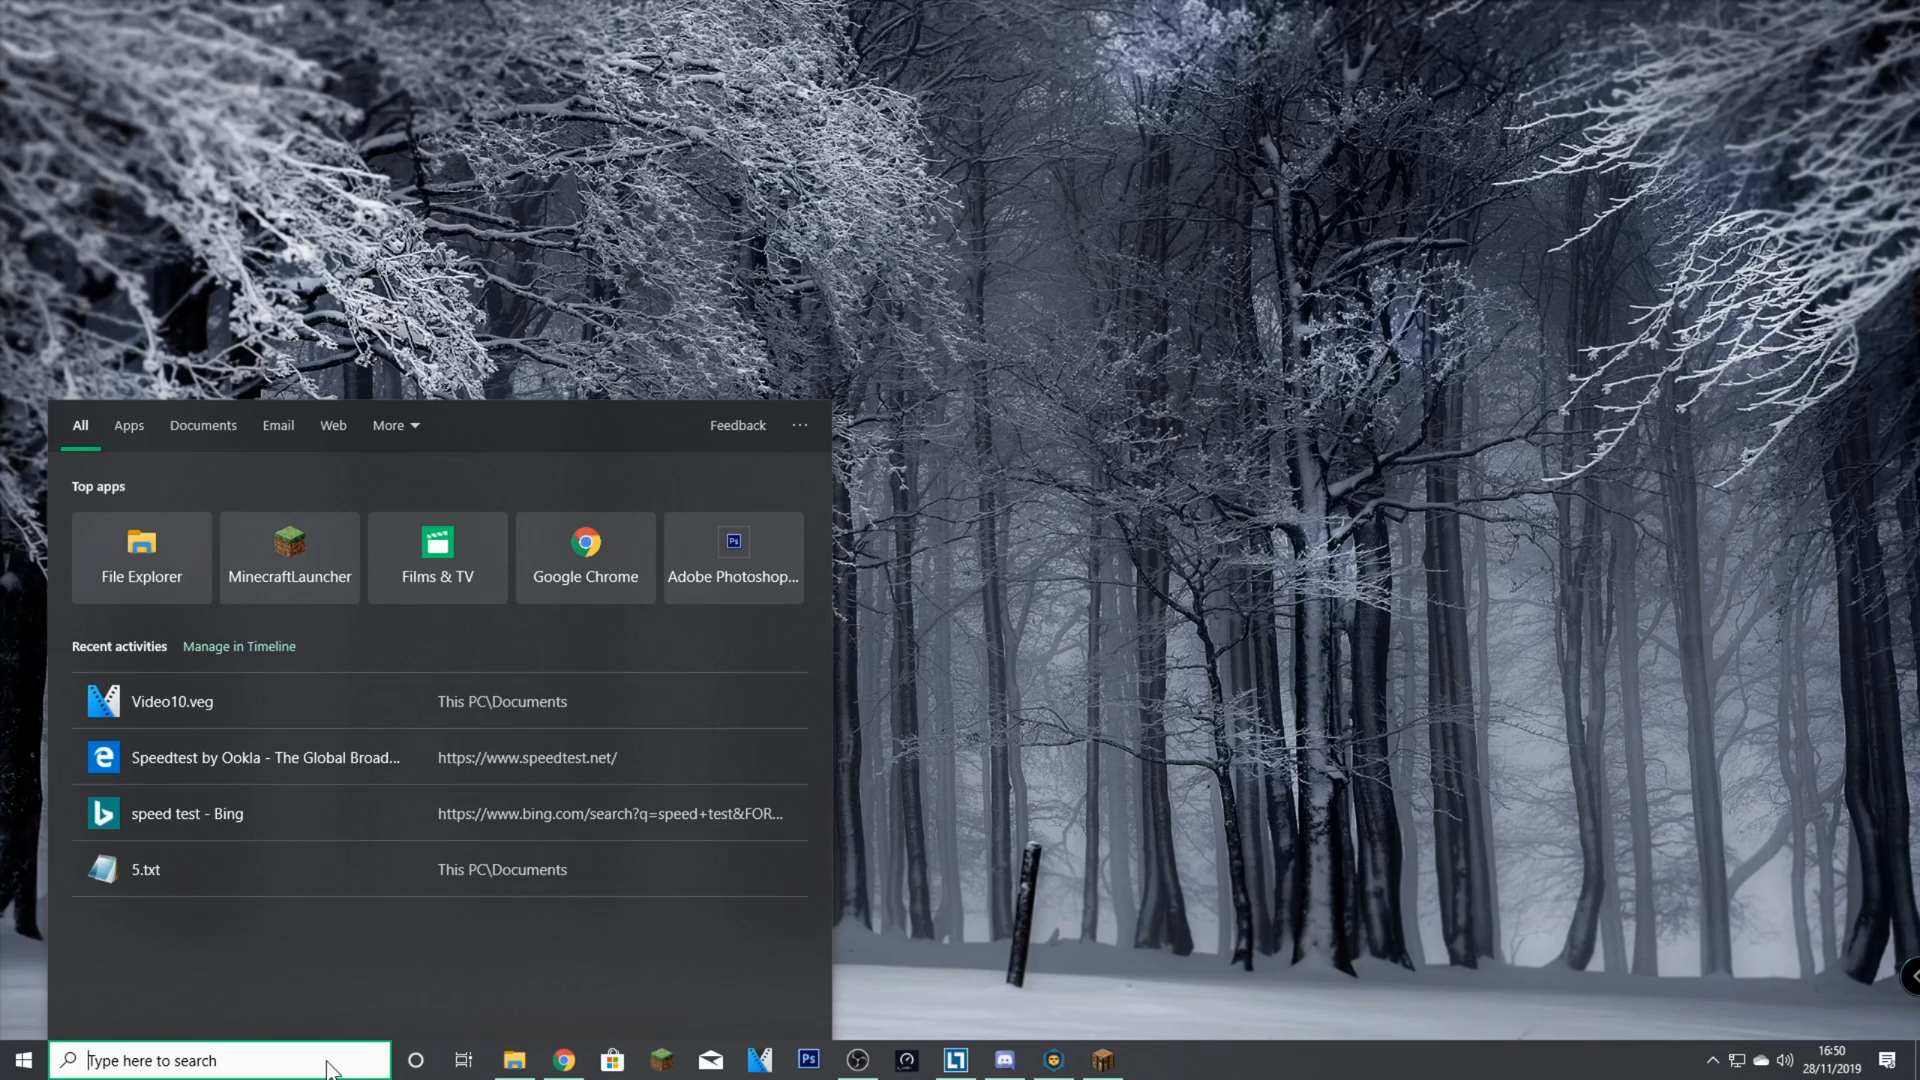 All Apps Documents Email Web More Feedback ...
Top apps
File Explorer MinecraftLauncher Films & TV Google Chrome Adobe Photoshop...
Ps
Recent activities Manage in Timeline
Video10.veg This PC\Documents
Speedtest by Ookla - The Global Broad... https://www.speedtest.net/
speed test - Bing https://www.bing.com/search?q=speed+test&FOR...
5.txt This PC\Documents
Type here to search
Ps
16:50
28/11/2019